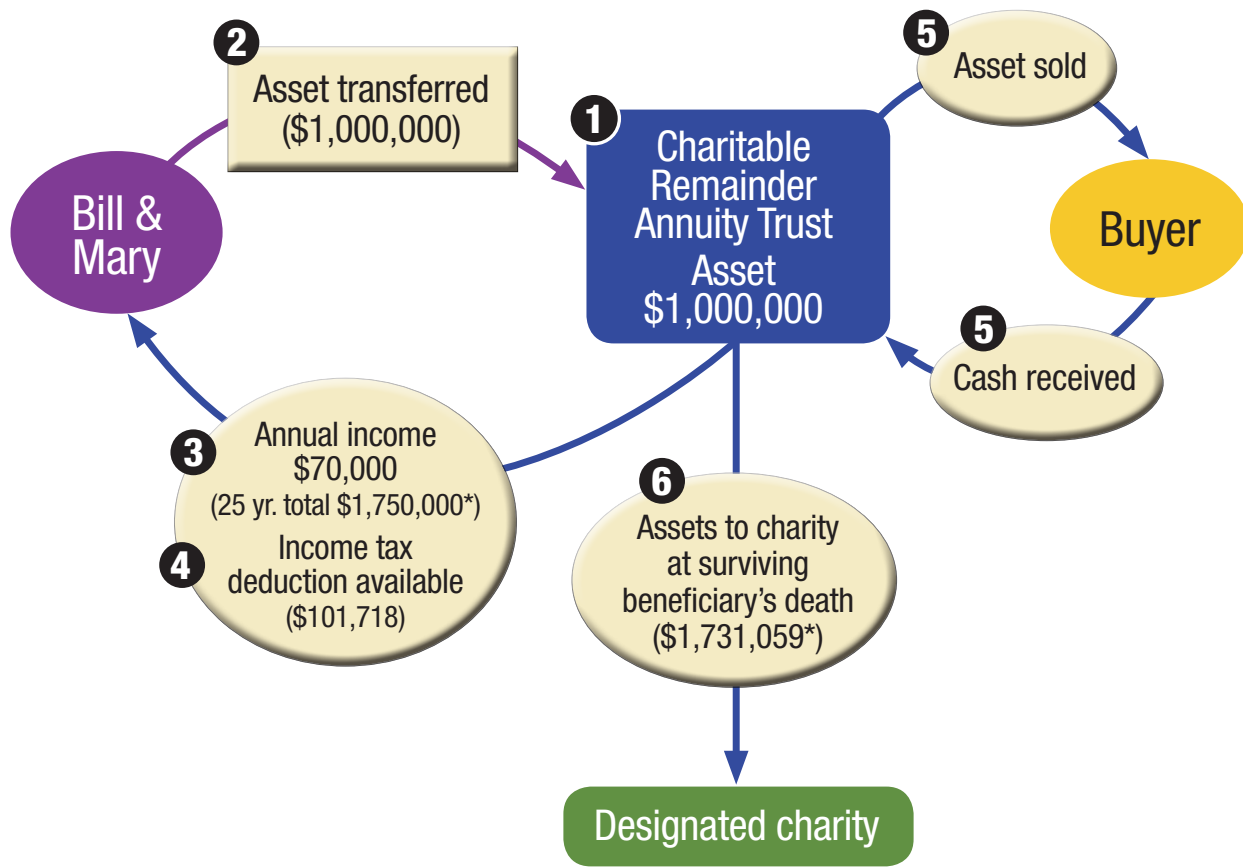 2
Asset transferred
($1,000,000)
5
Asset sold
1
Charitable
Remainder
Annuity Trust
Asset
$1,000,000
Bill &
Mary
Buyer
5
Cash received
3
Annual income
$70,000
(25 yr. total $1,750,000*)
4
Income tax
deduction available
($101,718)
6
Assets to charity
at surviving
beneficiary's death
($1,731,059*)
Designated charity